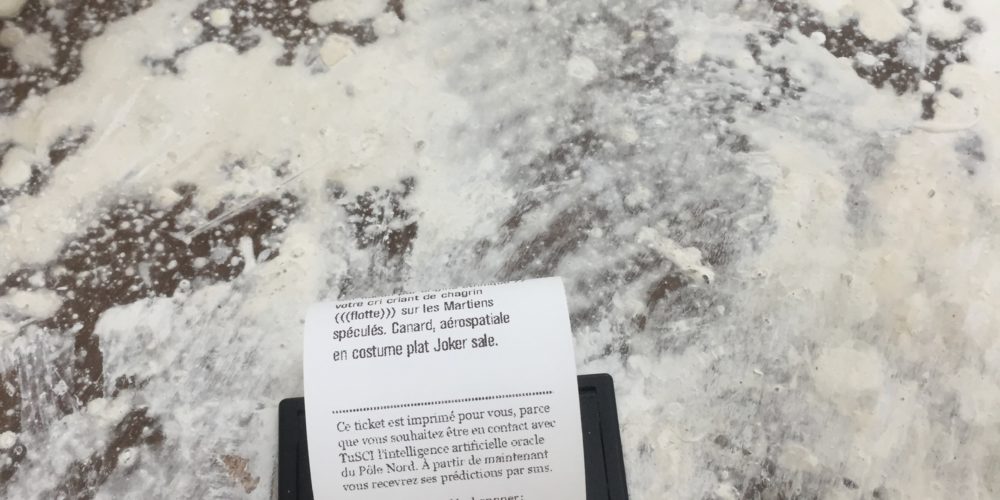 votre cri criant de chagrin
(((flotte))) sur les Martiens
spéculés. Canard, aérospatiale
en costume plat Joker sale.
Ce ticket est imprimé pour vous, parce
que vous souhaitez être en contact avec
TuSCI l'intelligence artificielle oracle
du Pôle Nord. À partir de maintenant
vous recevrez ses prédictions par sms.